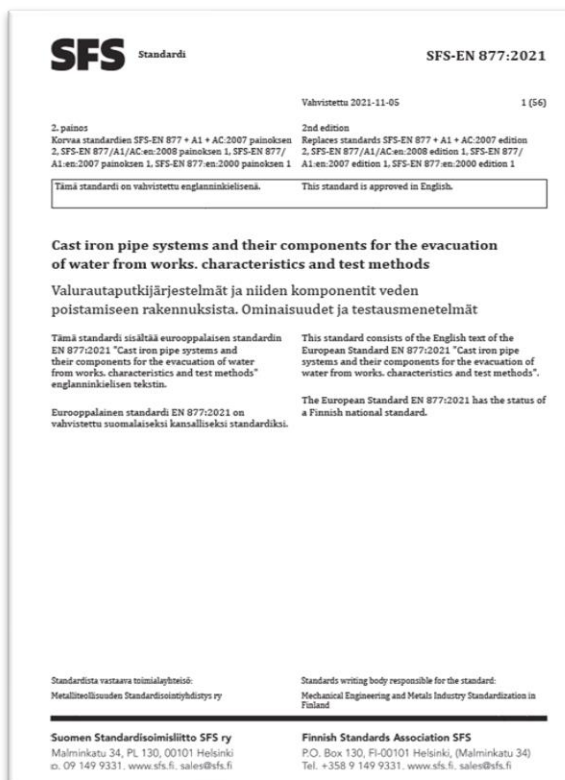 SFS Standardi
SFS-EN 877:2021
Vahvistettu 2021-11-05
1 (56)
2. painos
Korvaa standardien SFS-EN 877 + A1 + AC:2007 painoksen
2, SFS-EN 877/A1/AC:en:2008 painoksen 1, SFS-EN 877/
A1:en:2007 painoksen 1, SFS-EN 877:en:2000 painoksen 1
2nd edition
Replaces standards SFS-EN 877 + A1 + AC:2007 edition
2, SFS-EN 877/A1/AC:en:2008 edition 1, SFS-EN 877/
A1:en:2007 edition 1, SFS-EN 877:en:2000 edition 1
Tämä standardi on vahvistettu englanninkielisenä.
This standard is approved in English.
Cast iron pipe systems and their components for the evacuation
of water from works. characteristics and test methods
Valurautaputkijärjestelmät ja niiden komponentit veden
poistamiseen rakennuksista. Ominaisuudet ja testausmenetelmät
Tämä standardi sisältää eurooppalaisen standardin
EN 877:2021 "Cast iron pipe systems and
their components for the evacuation of water
from works. characteristics and test methods"
englanninkielisen tekstin.
Eurooppalainen standardi EN 877:2021 on
vahvistettu suomalaiseksi kansalliseksi standardiksi.
This standard consists of the English text of the
European Standard EN 877:2021 "Cast iron pipe
systems and their components for the evacuation of
water from works. characteristics and test methods".
The European Standard EN 877:2021 has the status of
a Finnish national standard.
Standardista vastaava toimialayhteisö:
Metalliteollisuuden Standardisointiyhdistys ry
Standards writing body responsible for the standard:
Mechanical Engineering and Metals Industry Standardization in
Finland
Suomen Standardisoimisliitto SFS ry
Malminkatu 34, PL 130, 00101 Helsinki
p. 09 149 9331, www.sfs.fi, sales@sfs.fi
Finnish Standards Association SFS
P.O. Box 130, FI-00101 Helsinki, (Malminkatu 34)
Tel. +358 9 149 9331, www.sfs.fi, sales@sfs.fi